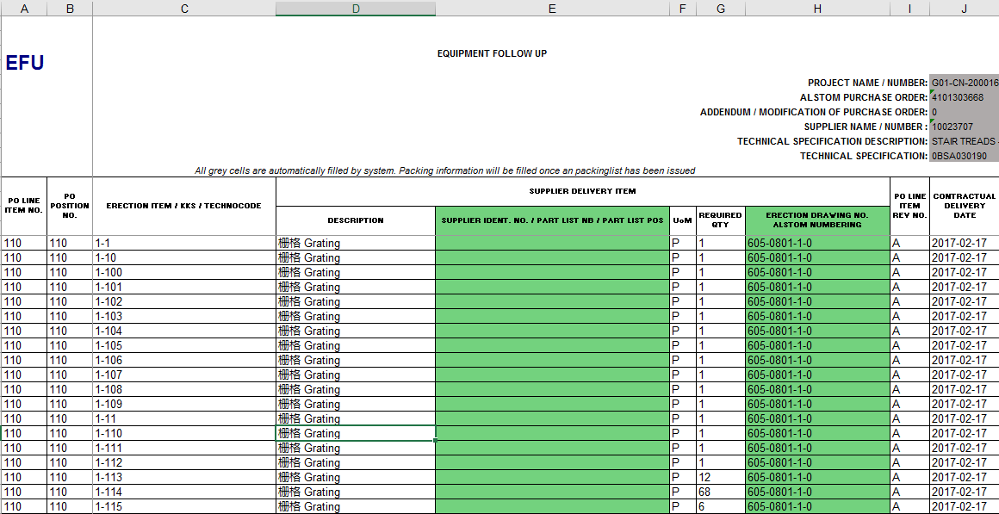 A B C D E F G H I J
EFU
EQUIPMENT FOLLOW UP
PROJECT NAME / NUMBER: G01-CN-200016
ALSTOM PURCHASE ORDER: 4101303668
ADDENDUM / MODIFICATION OF PURCHASE ORDER: 0
SUPPLIER NAME / NUMBER : 10023707
TECHNICAL SPECIFICATION DESCRIPTION: STAIR TREADS -
TECHNICAL SPECIFICATION: 0BSA030190
All grey cells are automatically filled by system. Packing information will be filled once an packinglist has been issued
PO LINE ITEM NO. PO POSITION NO. ERECTION ITEM / KKS / TECHNOCODE SUPPLIER DELIVERY ITEM PO LINE ITEM REV NO. CONTRACTUAL DELIVERY DATE
DESCRIPTION SUPPLIER IDENT. NO. / PART LIST NB / PART LIST POS UoM REQUIRED QTY ERECTION DRAWING NO. ALSTOM NUMBERING
110 110 1-1 栅格 Grating P 1 605-0801-1-0 A 2017-02-17
110 110 1-10 栅格 Grating P 1 605-0801-1-0 A 2017-02-17
110 110 1-100 栅格 Grating P 1 605-0801-1-0 A 2017-02-17
110 110 1-101 栅格 Grating P 1 605-0801-1-0 A 2017-02-17
110 110 1-102 栅格 Grating P 1 605-0801-1-0 A 2017-02-17
110 110 1-103 栅格 Grating P 1 605-0801-1-0 A 2017-02-17
110 110 1-104 栅格 Grating P 1 605-0801-1-0 A 2017-02-17
110 110 1-105 栅格 Grating P 1 605-0801-1-0 A 2017-02-17
110 110 1-106 栅格 Grating P 1 605-0801-1-0 A 2017-02-17
110 110 1-107 栅格 Grating P 1 605-0801-1-0 A 2017-02-17
110 110 1-108 栅格 Grating P 1 605-0801-1-0 A 2017-02-17
110 110 1-109 栅格 Grating P 1 605-0801-1-0 A 2017-02-17
110 110 1-11 栅格 Grating P 1 605-0801-1-0 A 2017-02-17
110 110 1-110 栅格 Grating P 1 605-0801-1-0 A 2017-02-17
110 110 1-111 栅格 Grating P 1 605-0801-1-0 A 2017-02-17
110 110 1-112 栅格 Grating P 1 605-0801-1-0 A 2017-02-17
110 110 1-113 栅格 Grating P 12 605-0801-1-0 A 2017-02-17
110 110 1-114 栅格 Grating P 68 605-0801-1-0 A 2017-02-17
110 110 1-115 栅格 Grating P 6 605-0801-1-0 A 2017-02-17